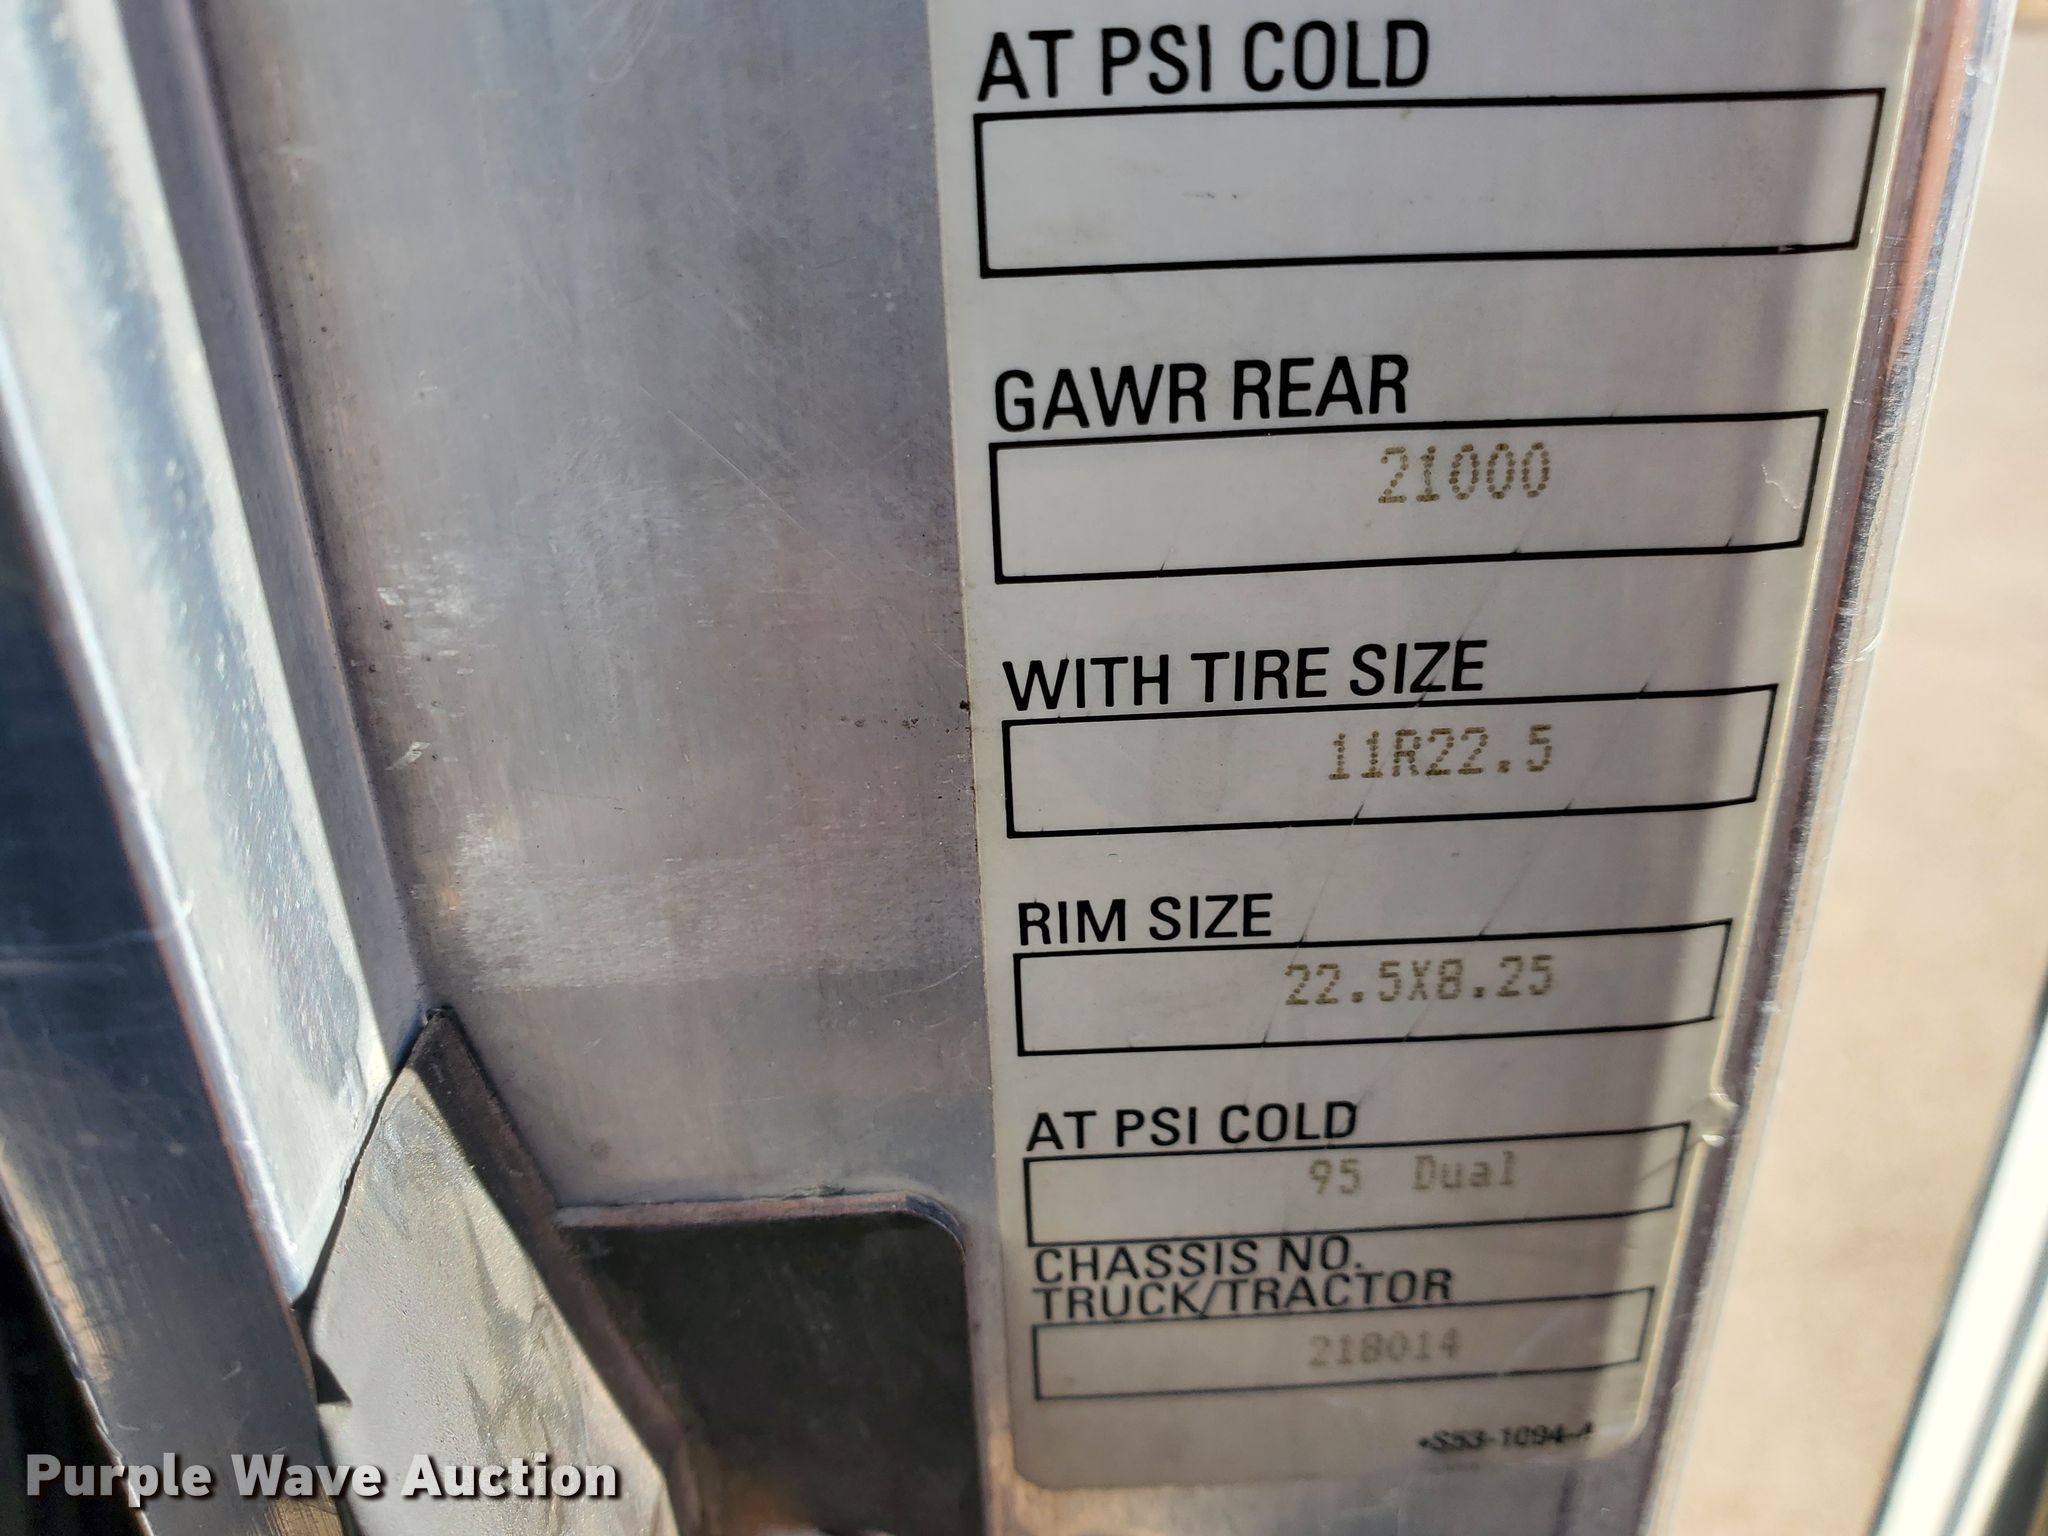 AT PSI COLD
GAWR REAR
21000
WITH TIRE SIZE
11R22.5
RIM SIZE
22.5X8.25
AT PSI COLD
95 Dual
CHASSIS NO.
TRUCK/TRACTOR
218014
Purple Wave Auction